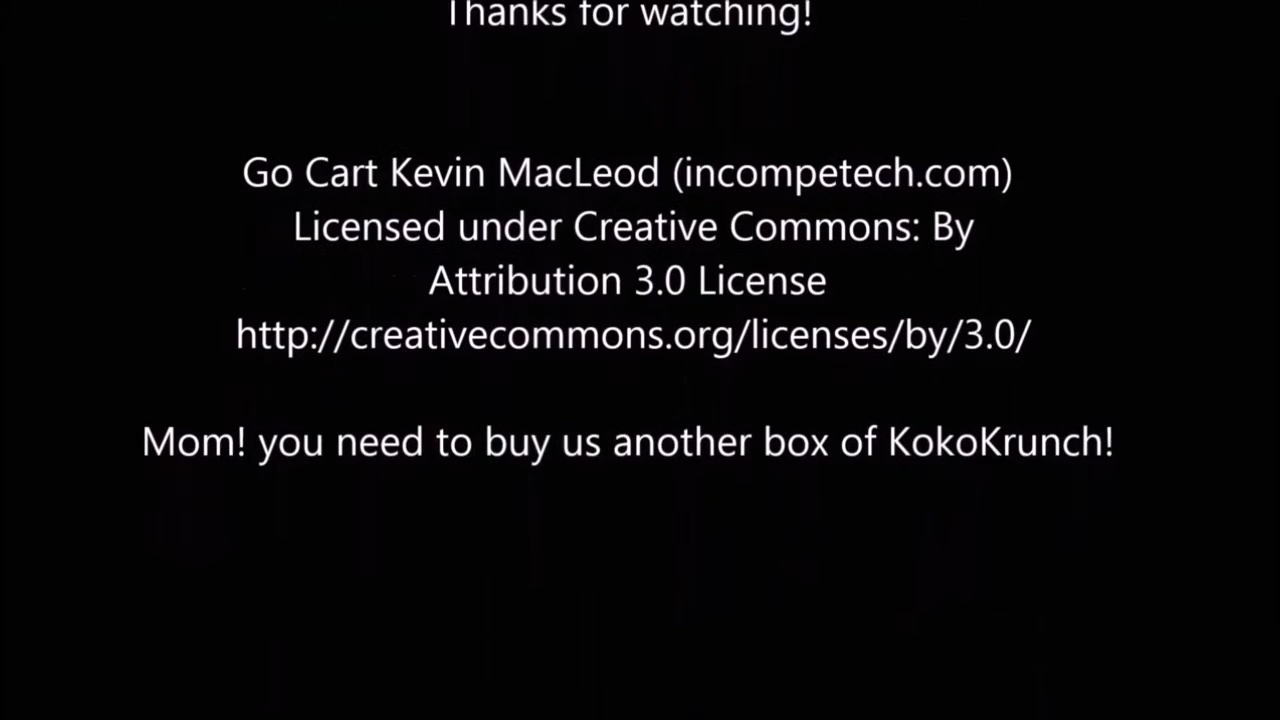 Thanks for watching!
Go Cart Kevin MacLeod (incompetech.com)
Licensed under Creative Commons: By
Attribution 3.0 License
http://creativecommons.org/licenses/by/3.0/
Mom! you need to buy us another box of KokoKrunch!